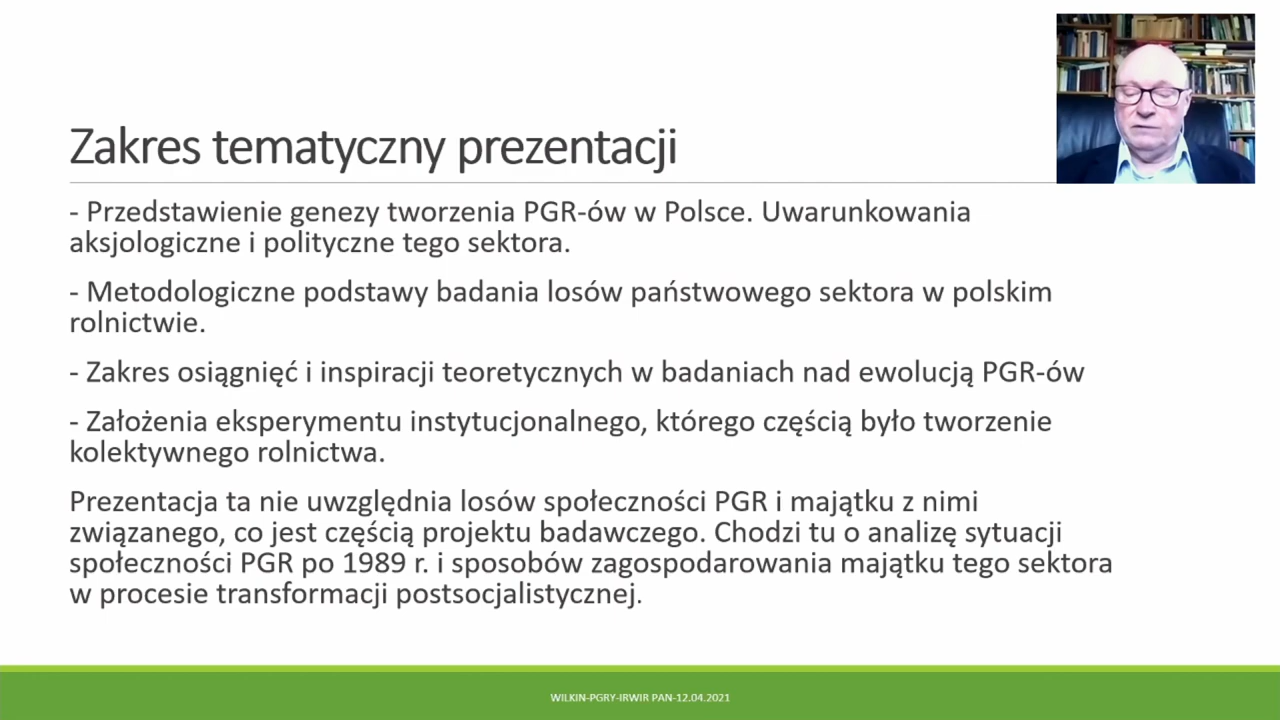 Zakres tematyczny prezentacji
- Przedstawienie genezy tworzenia PGR-ów w Polsce. Uwarunkowania
aksjologiczne i polityczne tego sektora.
- Metodologiczne podstawy badania losów państwowego sektora w polskim
rolnictwie.
- Zakres osiągnięć i inspiracji teoretycznych w badaniach nad ewolucją PGR-ów
- Założenia eksperymentu instytucjonalnego, którego częścią było tworzenie
kolektywnego rolnictwa.
Prezentacja ta nie uwzględnia losów społeczności PGR i majątku z nimi
związanego, co jest częścią projektu badawczego. Chodzi tu o analizę sytuacji
społeczności PGR po 1989 r. i sposobów zagospodarowania majątku tego sektora
w procesie transformacji postsocjalistycznej.
WILKIN-PGRY-IRWIR PAN-12.04.2021